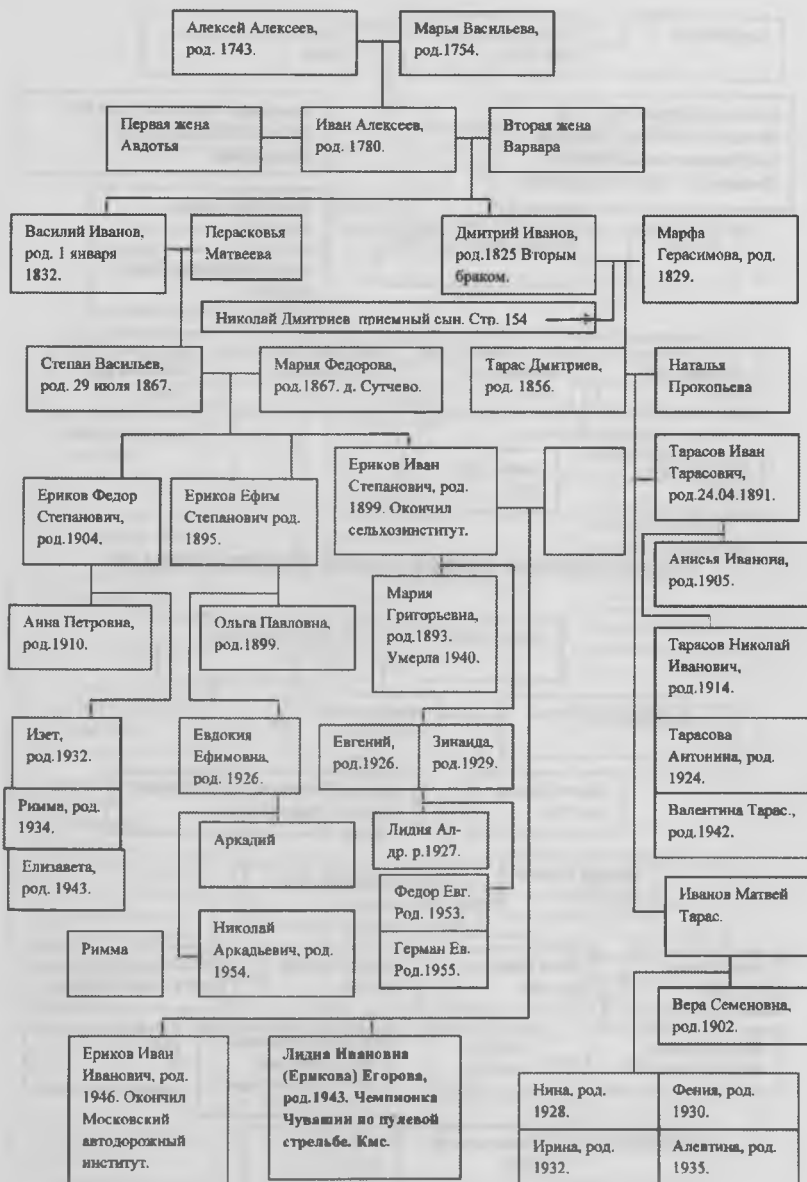 Алексей Алексеев,
род. 1743.
Марья Васильева,
род.1754.
Первая жена
Авдотья
Иван Алексеев,
род. 1780.
Вторая жена
Варвара
Василий Иванов,
род. 1 января
1832.
Перасковья
Матвеева
Дмитрий Иванов,
род.1825 Вторым
браком.
Марфа
Герасимова, род.
1829.
Николай Дмитриев приемный сын. Стр. 154
Степан Васильев,
род. 29 июля 1867.
Мария Федорова,
род.1867. д. Сутчево.
Тарас Дмитриев,
род. 1856.
Наталья
Прокопьева
Ериков Федор
Степанович,
род.1904.
Ериков Ефим
Степанович род.
1895.
Ериков Иван
Степанович, род.
1899. Окончил
сельхозинститут.
Тарасов Иван
Тарасович,
род.24.04.1891.
Анисья Иванова,
род.1905.
Анна Петровна,
род.1910.
Ольга Павловна,
род.1899.
Мария
Григорьевна,
род.1893.
Умерла 1940.
Тарасов Николай
Иванович,
род.1914.
Тарасова
Антонина, род.
1924.
Валентина Тарас.,
род.1942.
Изет,
род.1932.
Римма, род.
1934.
Елизавета,
род. 1943.
Евдокия
Ефимовна,
род. 1926.
Евгений,
род.1926.
Зинаида,
род.1929.
Аркадий
Лидия Ал-
др. р.1927.
Федор Евг.
Род. 1953.
Герман Ев.
Род.1955.
Римма
Николай
Аркадьевич, род.
1954.
Иванов Матвей
Тарас.
Вера Семеновна,
род.1902.
Ериков Иван
Иванович, род.
1946. Окончил
Московский
автодорожный
институт.
Лидия Ивановна
(Ерикова) Егорова,
род.1943. Чемпионка
Чувашии по пулевой
стрельбе. Кмс.
Нина, род.
1928.
Фения, род.
1930.
Ирина, род.
1932.
Алевтина, род.
1935.